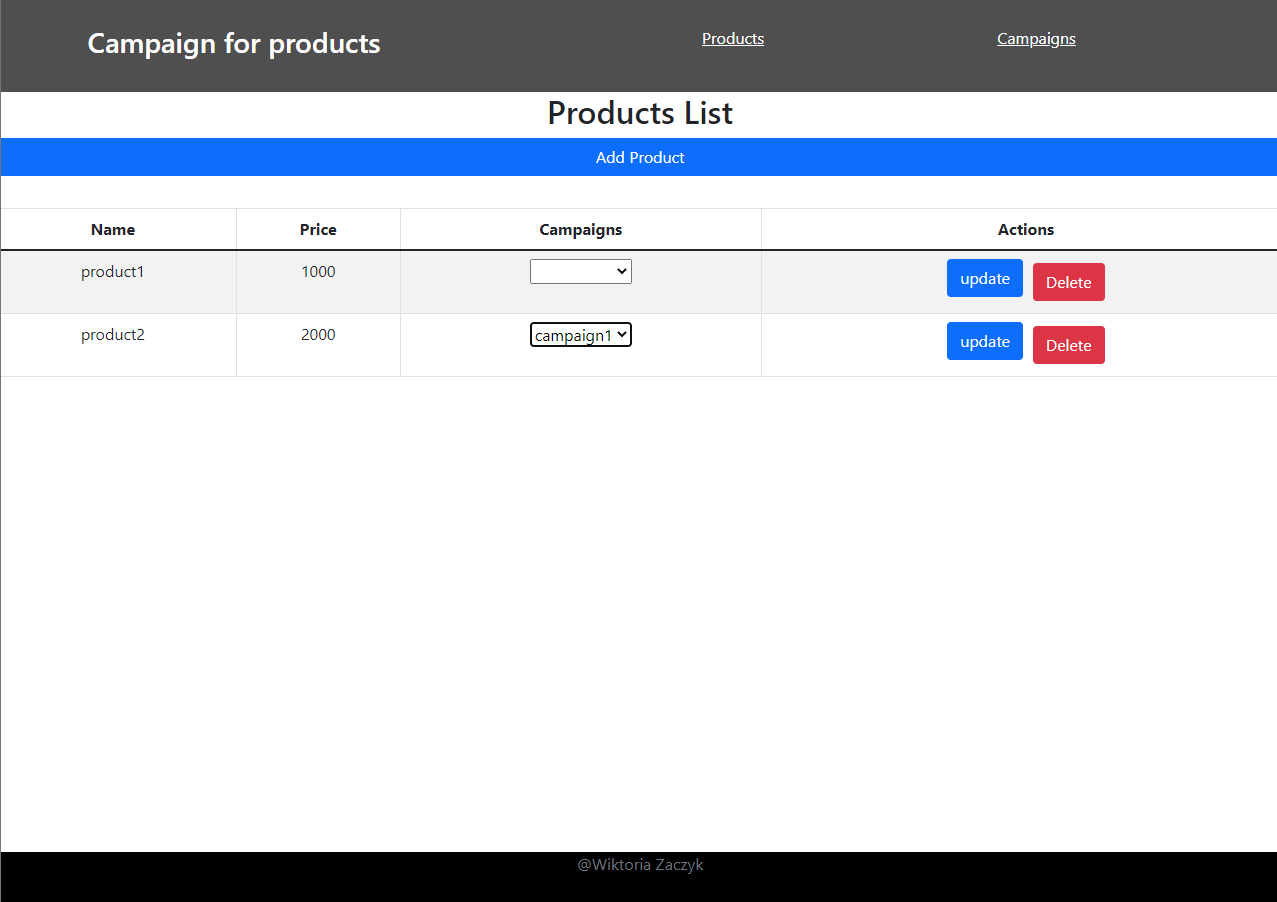 Campaign for products Products Campaigns
Products List
Add Product
Name Price Campaigns Actions
product1 1000 update Delete
product2 2000 campaign1 update Delete
@Wiktoria Zaczyk